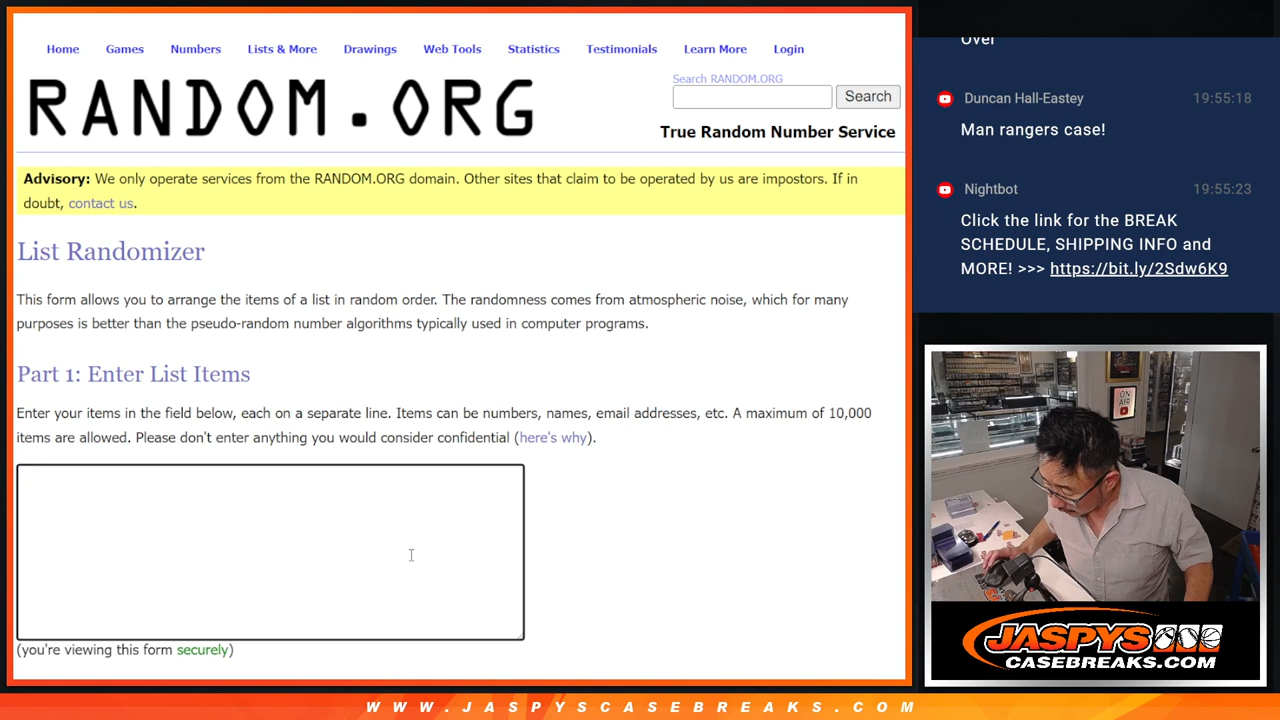 Home Games Numbers Lists & More Drawings Web Tools Statistics Testimonials Learn More Login
RANDOM.ORG
Search RANDOM.ORG
Search
True Random Number Service
Advisory: We only operate services from the RANDOM.ORG domain. Other sites that claim to be operated by us are impostors. If in
doubt, contact us.
List Randomizer
This form allows you to arrange the items of a list in random order. The randomness comes from atmospheric noise, which for many
purposes is better than the pseudo-random number algorithms typically used in computer programs.
Part 1: Enter List Items
Enter your items in the field below, each on a separate line. Items can be numbers, names, email addresses, etc. A maximum of 10,000
items are allowed. Please don't enter anything you would consider confidential (here's why).
(you're viewing this form securely)
Over
Duncan Hall-Eastey 19:55:18
Man rangers case!
Nightbot 19:55:23
Click the link for the BREAK
SCHEDULE, SHIPPING INFO and
MORE! >>> https://bit.ly/2Sdw6K9
ON AIR
JASPYS
CASEBREAKS.COM
WWW.JASPYSCASEBREAKS.COM